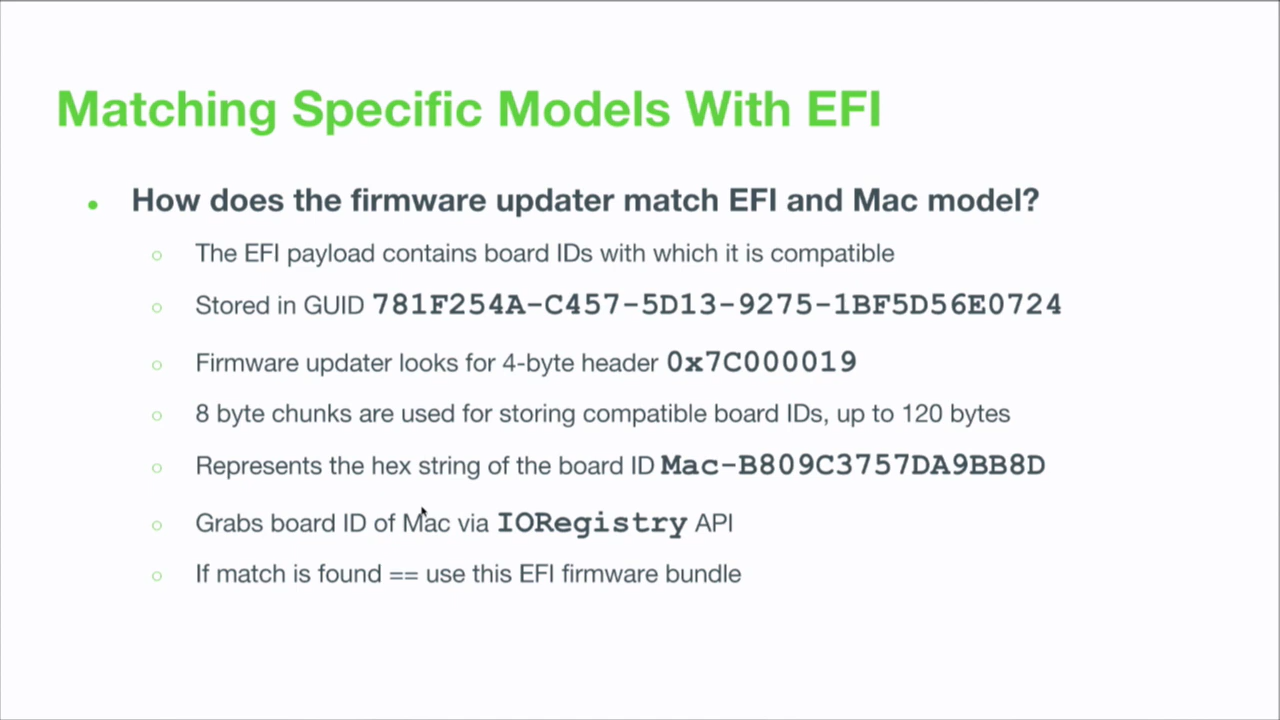 Matching Specific Models With EFI
How does the firmware updater match EFI and Mac model?
The EFI payload contains board IDs with which it is compatible
Stored in GUID 781F254A-C457-5D13-9275-1BF5D56E0724
Firmware updater looks for 4-byte header 0x7C000019
8 byte chunks are used for storing compatible board IDs, up to 120 bytes
Represents the hex string of the board ID Mac-B809C3757DA9BB8D
Grabs board ID of Mac via IORegistry API
If match is found == use this EFI firmware bundle